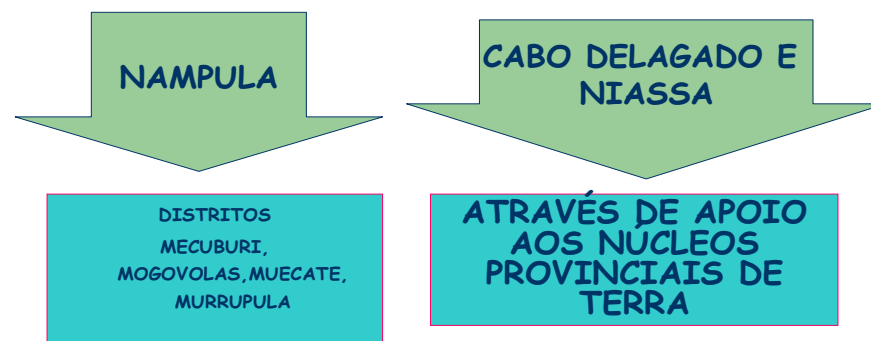 NAMPULA
DISTRITOS
MECUBURI,
MOGOVOLAS,MUECATE,
MURRUPULA
CABO DELAGADO E
NIASSA
ATRAVÉS DE APOIO
AOS NÚCLEOS
PROVINCIAIS DE
TERRA